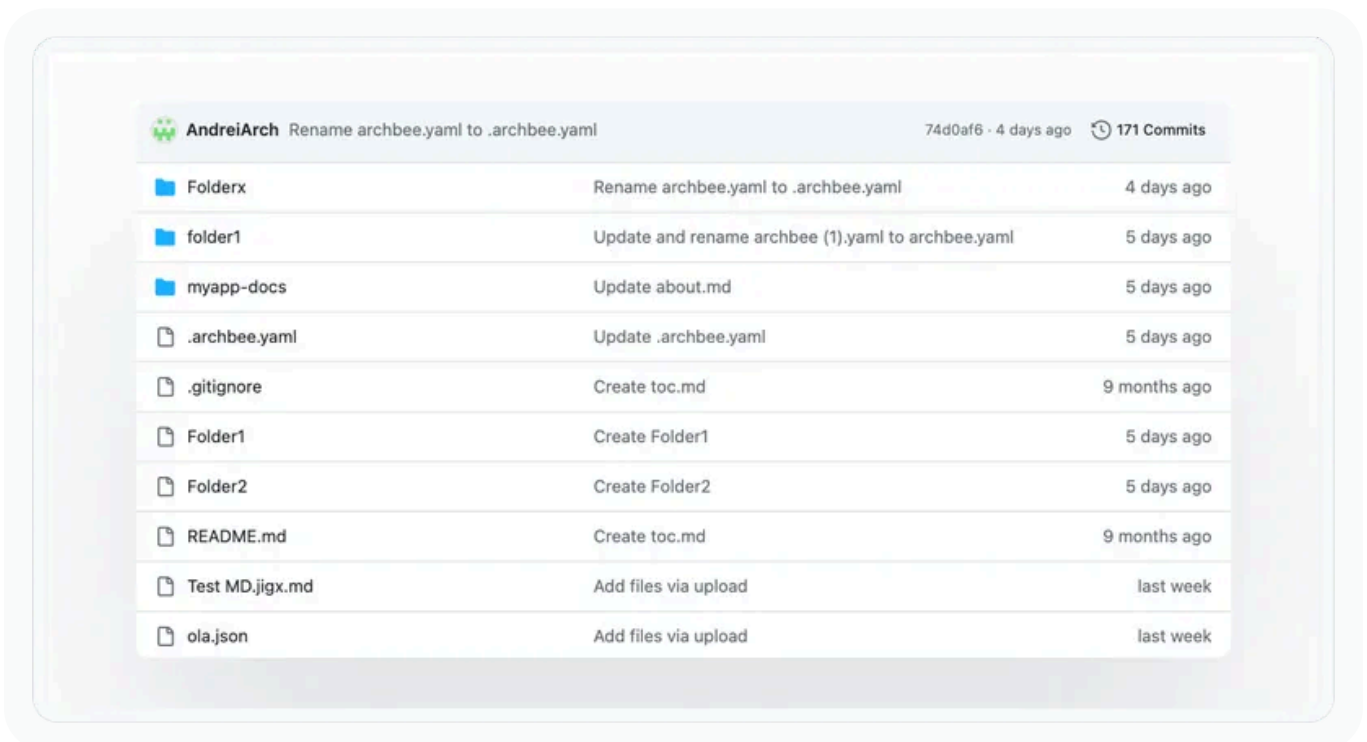 AndreiArch Rename archbee.yaml to .archbee.yaml 74d0af6 · 4 days ago 171 Commits
Folderx Rename archbee.yaml to .archbee.yaml 4 days ago
folder1 Update and rename archbee (1).yaml to archbee.yaml 5 days ago
myapp-docs Update about.md 5 days ago
.archbee.yaml Update .archbee.yaml 5 days ago
.gitignore Create toc.md 9 months ago
Folder1 Create Folder1 5 days ago
Folder2 Create Folder2 5 days ago
README.md Create toc.md 9 months ago
Test MD.jigx.md Add files via upload last week
ola.json Add files via upload last week